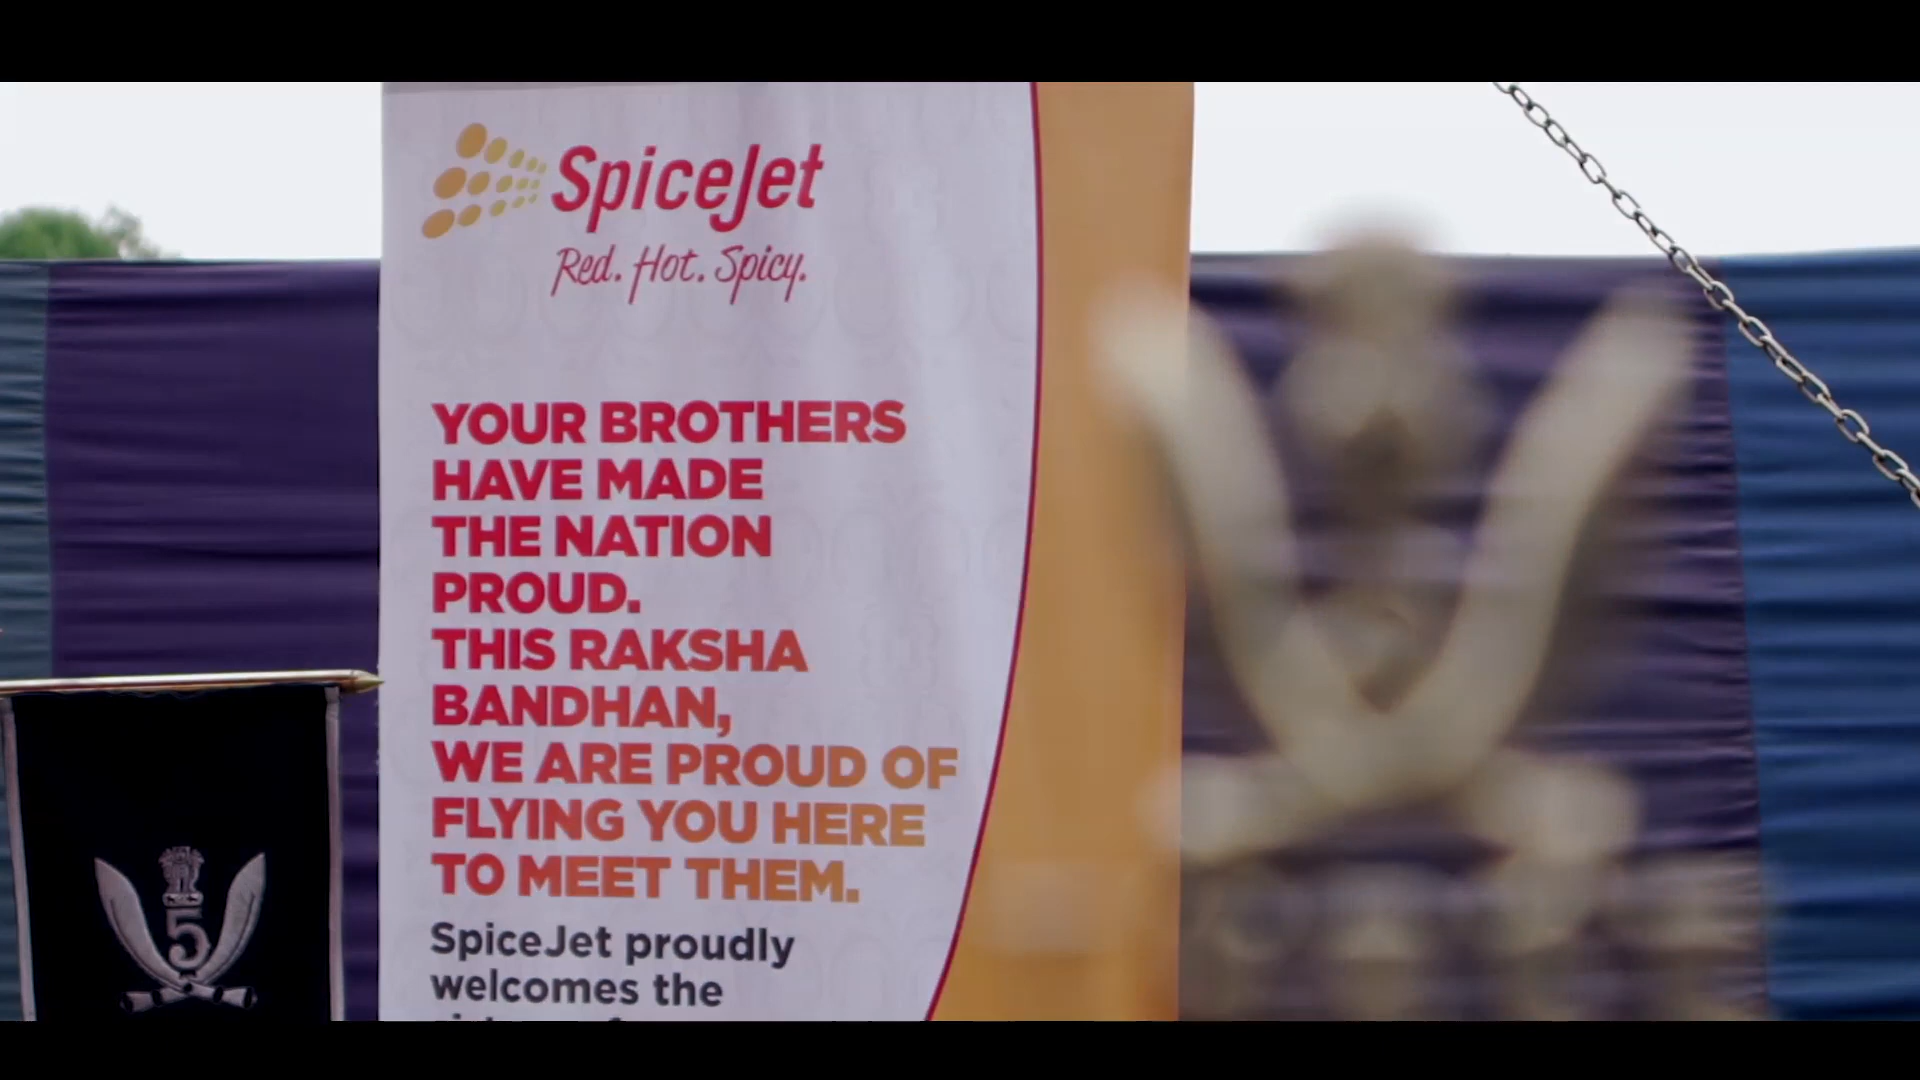 SpiceJet
Red. Hot. Spicy.
YOUR BROTHERS
HAVE MADE
THE NATION
PROUD.
THIS RAKSHA
BANDHAN,
WE ARE PROUD OF
FLYING YOU HERE
TO MEET THEM.
SpiceJet proudly
welcomes the
5